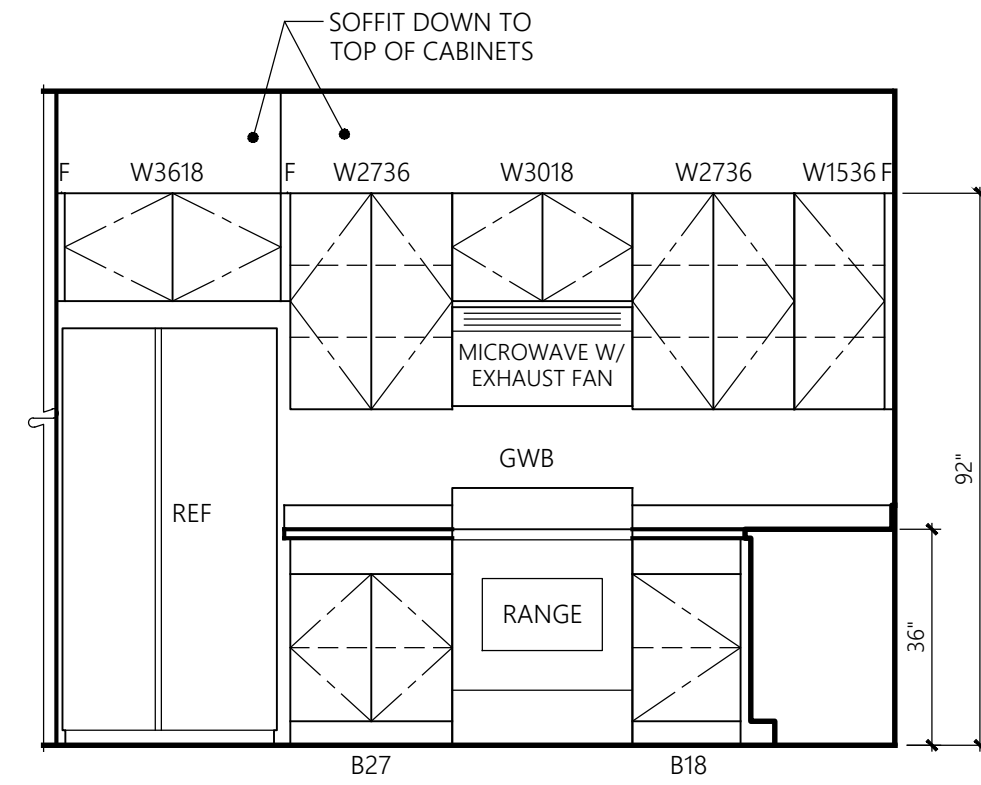 SOFFIT DOWN TO
TOP OF CABINETS
F W3618 F W2736 W3018 W2736 W1536 F
MICROWAVE W/
EXHAUST FAN
GWB
92"
REF
RANGE
36"
B27 B18